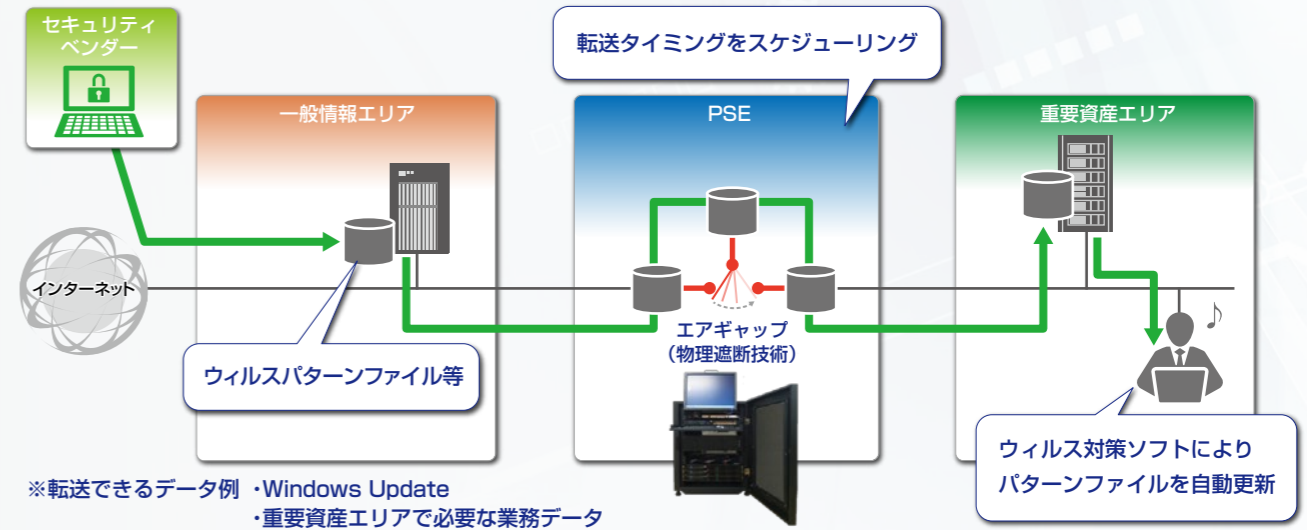 セキュリティ
ベンダー
転送タイミングをスケジューリング
一般情報エリア
PSE
重要資産エリア
インターネット
エアギャップ
（物理遮断技術）
ウィルスパターンファイル等
ウィルス対策ソフトにより
パターンファイルを自動更新
※転送できるデータ例 ・Windows Update
・重要資産エリアで必要な業務データ